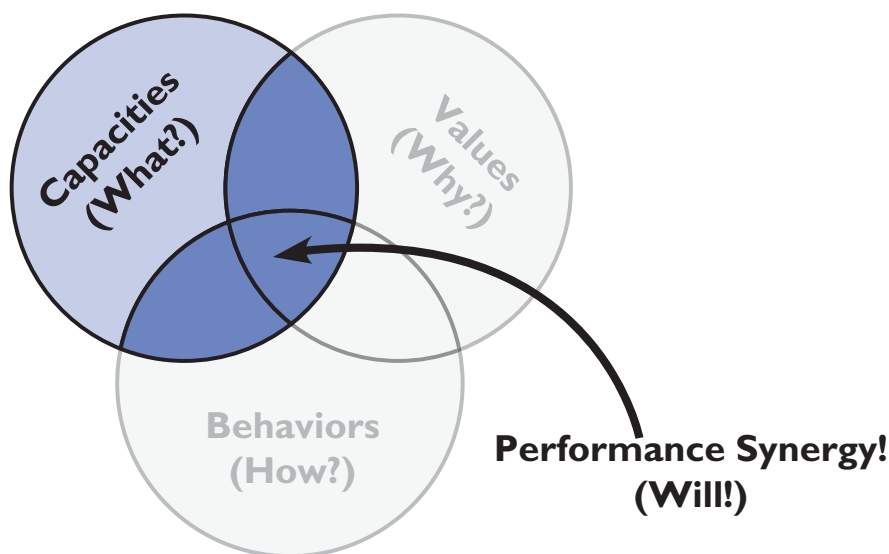 Capacities
(What?)
Values
(Why?)
Behaviors
(How?)
Performance Synergy!
(Will!)